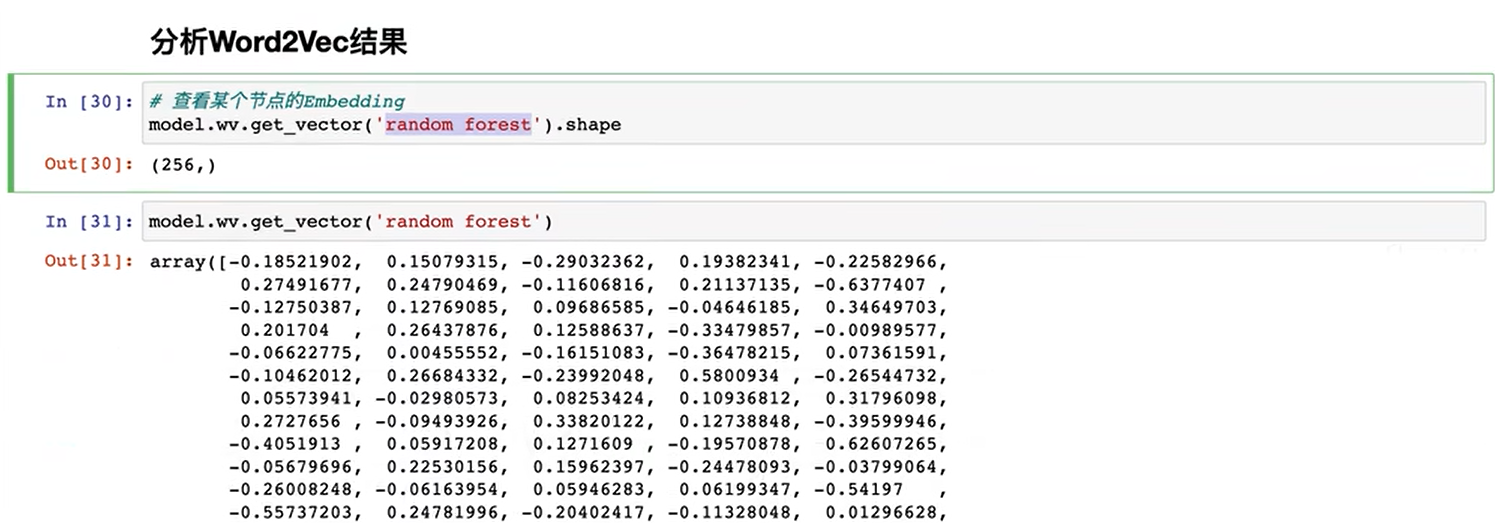 分析Word2Vec结果
In [30]: # 查看某个节点的Embedding
model.wv.get_vector('random forest').shape
Out[30]: (256,)
In [31]: model.wv.get_vector('random forest')
Out[31]: array([-0.18521902,  0.15079315, -0.29032362,  0.19382341, -0.22582966,
0.27491677,  0.24790469, -0.11606816,  0.21137135, -0.6377407 ,
-0.12750387,  0.12769085,  0.09686585, -0.04646185,  0.34649703,
0.201704  ,  0.26437876,  0.12588637, -0.33479857, -0.00989577,
-0.06622775,  0.00455552, -0.16151083, -0.36478215,  0.07361591,
-0.10462012,  0.26684332, -0.23992048,  0.5800934 , -0.26544732,
0.05573941, -0.02980573,  0.08253424,  0.10936812,  0.31796098,
0.2727656 , -0.09493926,  0.33820122,  0.12738848, -0.39599946,
-0.4051913 ,  0.05917208,  0.1271609 , -0.19570878, -0.62607265,
-0.05679696,  0.22530156,  0.15962397, -0.24478093, -0.03799064,
-0.26008248, -0.06163954,  0.05946283,  0.06199347, -0.54197   ,
-0.55737203,  0.24781996, -0.20402417, -0.11328048,  0.01296628,